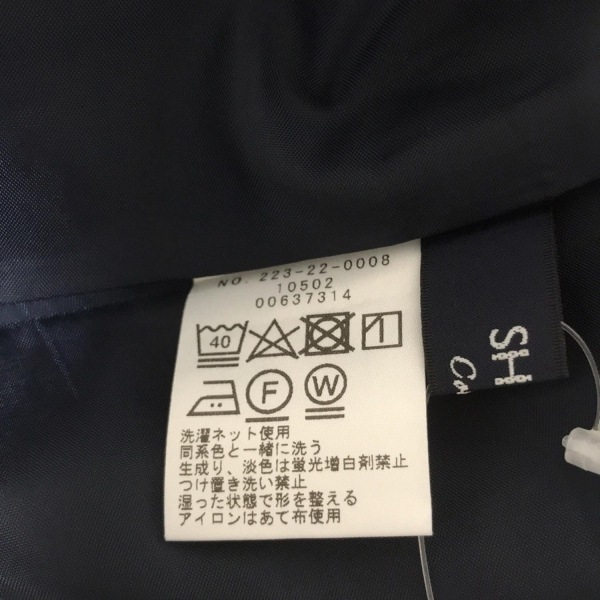 NO. 223-22-0008
10502
00637314
40
F
W
洗濯ネット使用
同系色と一緒に洗う
生成り、淡色は蛍光増白剤禁止
つけ置き洗い禁止
湿った状態で形を整える
アイロンはあて布使用